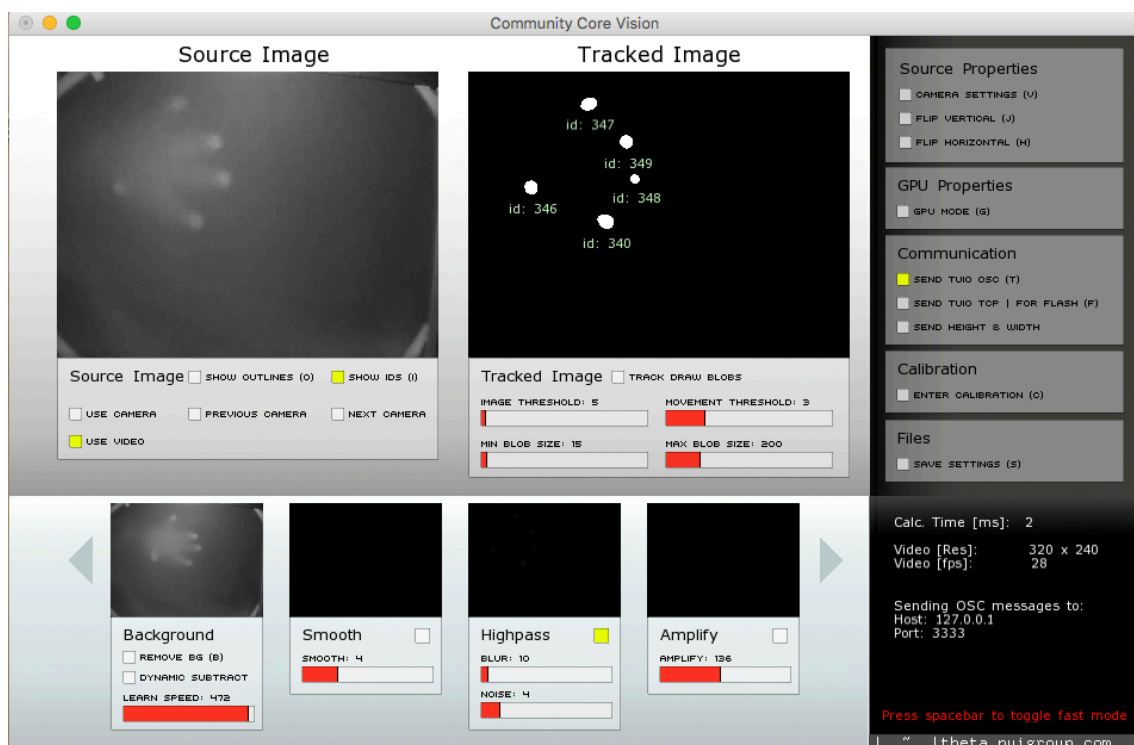 Community Core Vision
Source Image
Tracked Image
id: 347
id: 349
id: 348
id: 346
id: 340
Source Image
SHOW OUTLINES (O)
SHOW IDS (I)
USE CAMERA
PREVIOUS CAMERA
NEXT CAMERA
USE VIDEO
Tracked Image
TRACK DRAW BLOBS
IMAGE THRESHOLD: 5
MOVEMENT THRESHOLD: 3
MIN BLOB SIZE: 15
MAX BLOB SIZE: 200
Source Properties
CAMERA SETTINGS (V)
FLIP VERTICAL (J)
FLIP HORIZONTAL (H)
GPU Properties
GPU MODE (G)
Communication
SEND TUIO OSC (T)
SEND TUIO TCP | FOR FLASH (F)
SEND HEIGHT & WIDTH
Calibration
ENTER CALIBRATION (C)
Files
SAVE SETTINGS (S)
Background
REMOVE BG (B)
DYNAMIC SUBTRACT
LEARN SPEED: 472
Smooth
SMOOTH: 4
Highpass
BLUR: 10
NOISE: 4
Amplify
AMPLIFY: 136
Calc. Time [ms]: 2
Video [Res]: 320 x 240
Video [fps]: 28
Sending OSC messages to:
Host: 127.0.0.1
Port: 3333
Press spacebar to toggle fast mode
| ~ |theta.nuigroup.com